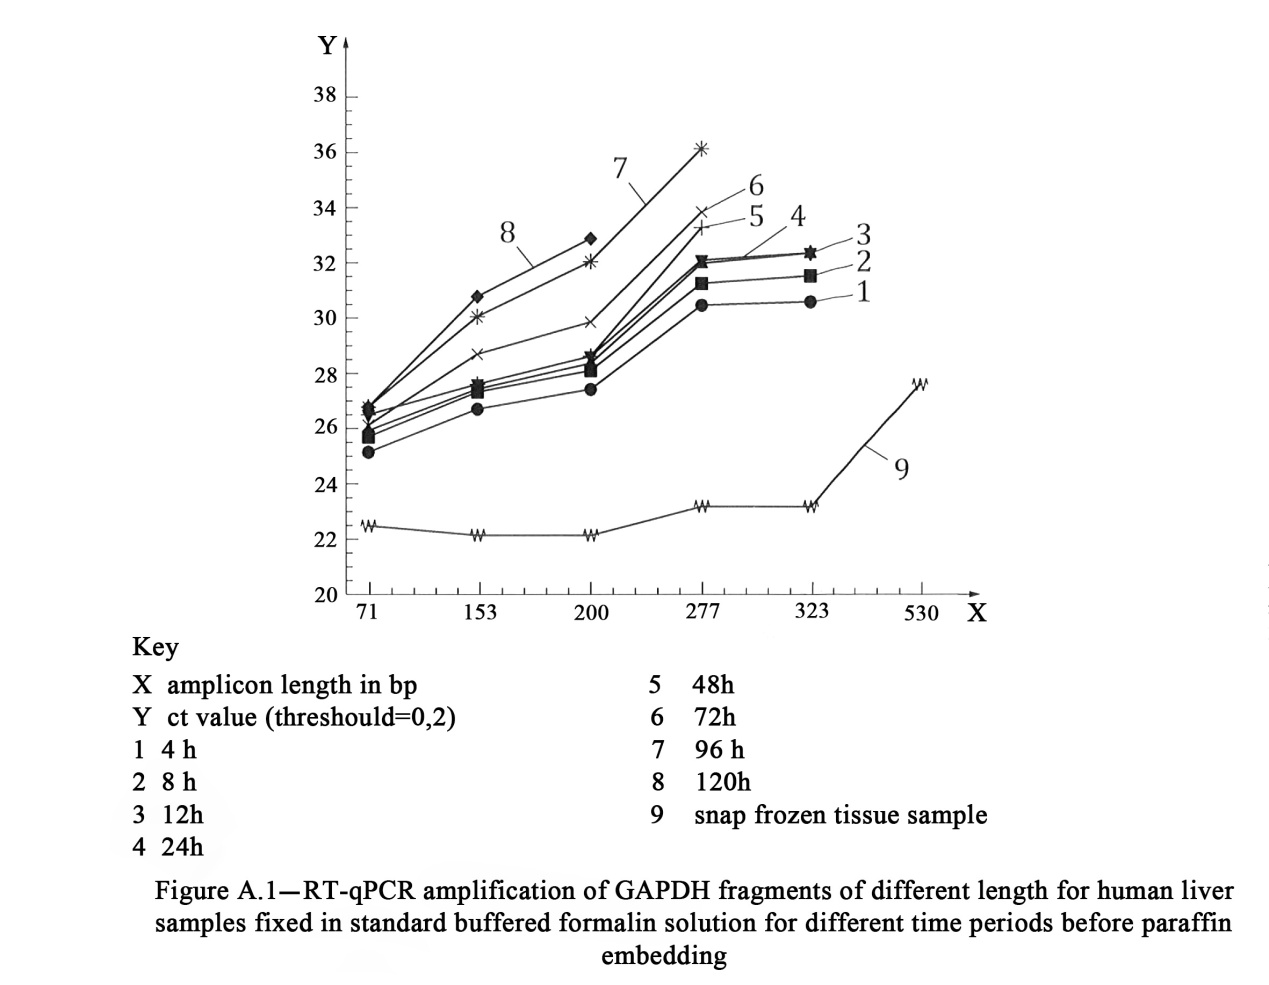 Y
38
36
34
32
30
28
26
24
22
20
7
8
6
5
4
3
2
1
9
71 153 200 277 323 530 X
Key
X amplicon length in bp
Y ct value (threshould=0,2)
1 4 h
2 8 h
3 12h
4 24h
5 48h
6 72h
7 96 h
8 120h
9 snap frozen tissue sample
Figure A.1—RT-qPCR amplification of GAPDH fragments of different length for human liver
samples fixed in standard buffered formalin solution for different time periods before paraffin
embedding